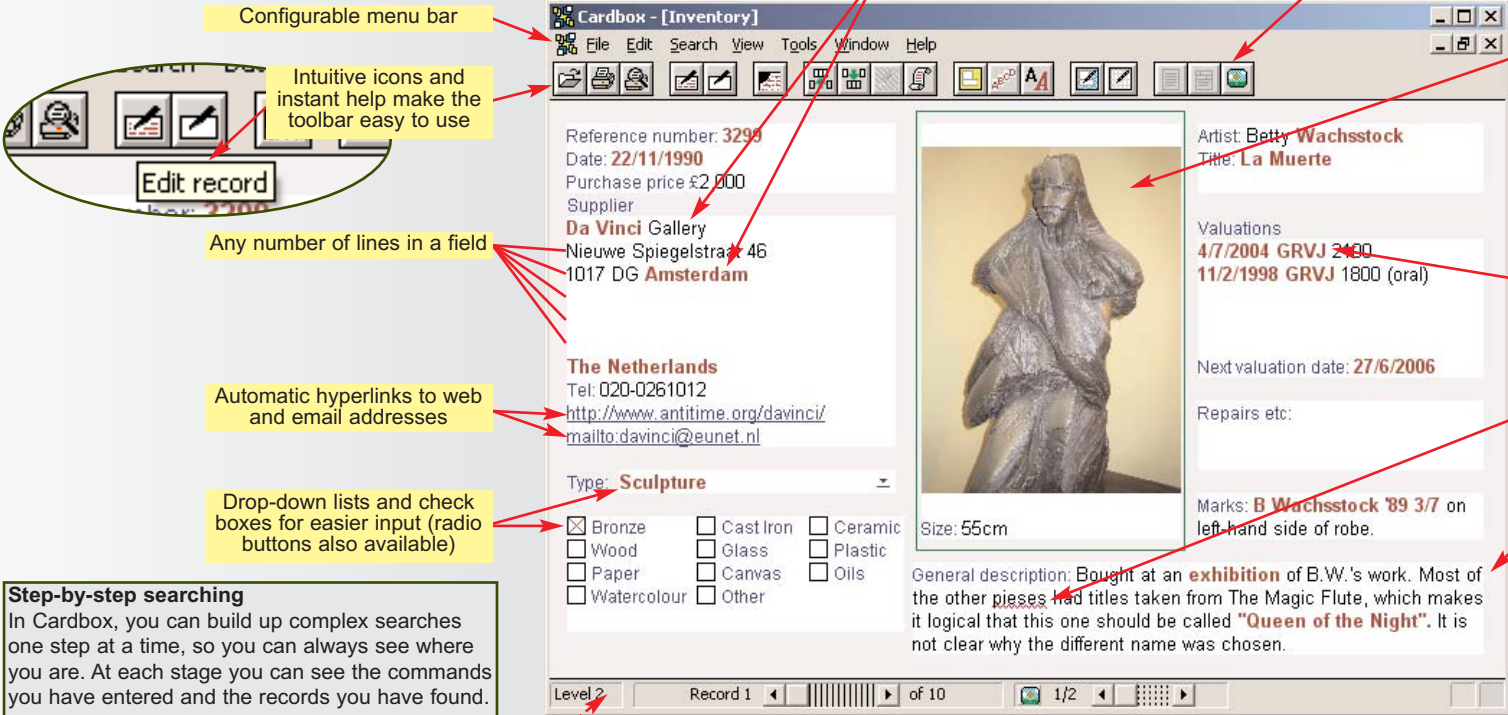 Configurable menu bar
Intuitive icons and
instant help make the
toolbar easy to use
Edit record
3299
Any number of lines in a field
Automatic hyperlinks to web
and email addresses
Drop-down lists and check
boxes for easier input (radio
buttons also available)
Step-by-step searching
In Cardbox, you can build up complex searches
one step at a time, so you can always see where
you are. At each stage you can see the commands
you have entered and the records you have found.
Cardbox - [Inventory]
File Edit Search View Tools Window Help
Reference number: 3299
Date: 22/11/1990
Purchase price £2,000
Supplier
Da Vinci Gallery
Nieuwe Spiegelstraat 46
1017 DG Amsterdam
The Netherlands
Tel: 020-0261012
http://www.antitime.org/davinci/
mailto:davinci@eunet.nl
Type: Sculpture
Bronze Cast Iron Ceramic
Wood Glass Plastic
Paper Canvas Oils
Watercolour Other
Size: 55cm
Artist: Betty Wachsstock
Title: La Muerte
Valuations
4/7/2004 GRVJ 2100
11/2/1998 GRVJ 1800 (oral)
Next valuation date: 27/6/2006
Repairs etc:
Marks: B Wachsstock '89 3/7 on
left-hand side of robe.
General description: Bought at an exhibition of B.W.'s work. Most of
the other pieses had titles taken from The Magic Flute, which makes
it logical that this one should be called "Queen of the Night". It is
not clear why the different name was chosen.
Level 2 Record 1 of 10 1/2